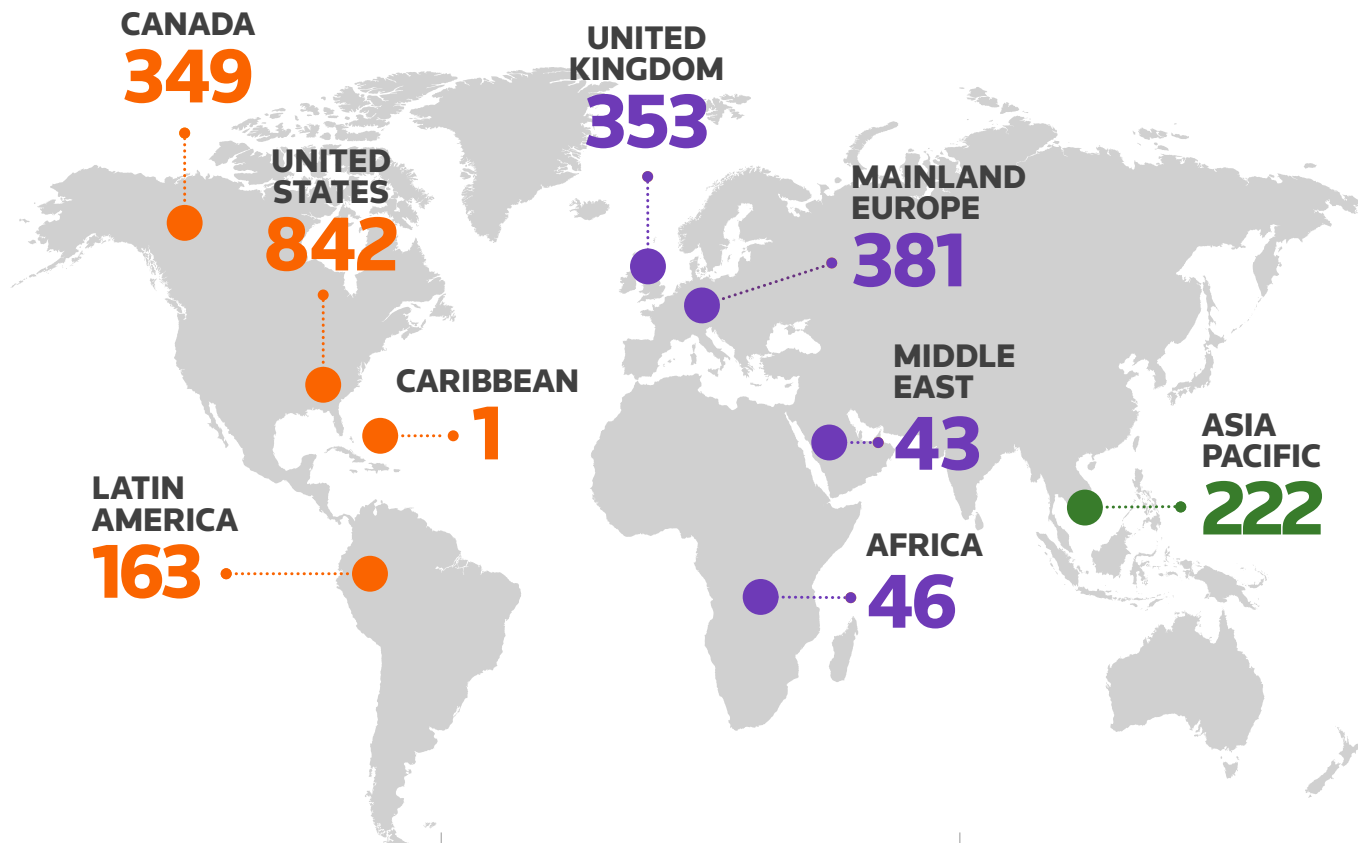 CANADA
349
UNITED
STATES
842
CARIBBEAN
1
LATIN
AMERICA
163
UNITED
KINGDOM
353
MAINLAND
EUROPE
381
MIDDLE
EAST
43
AFRICA
46
ASIA
PACIFIC
222